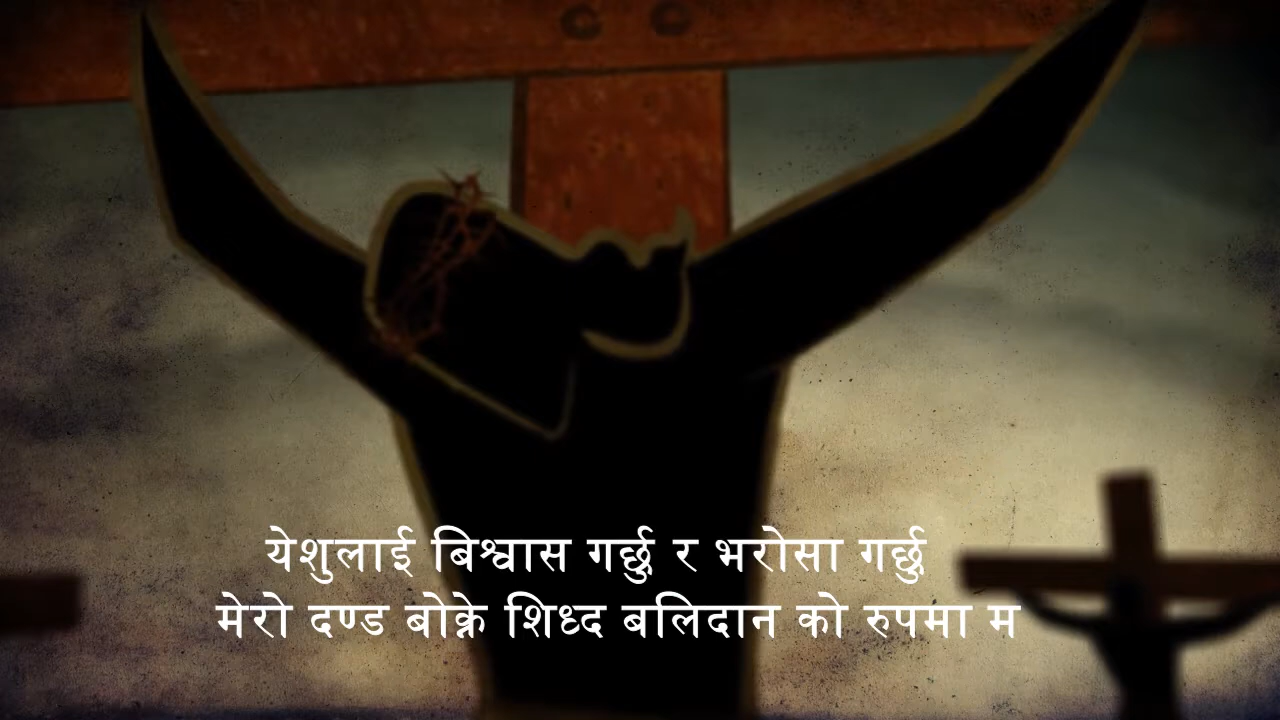 येशुलाई बिश्वास गर्छु र भरोसा गर्छु
मेरो दण्ड बोक्ने शिध्द बलिदान को रुपमा म